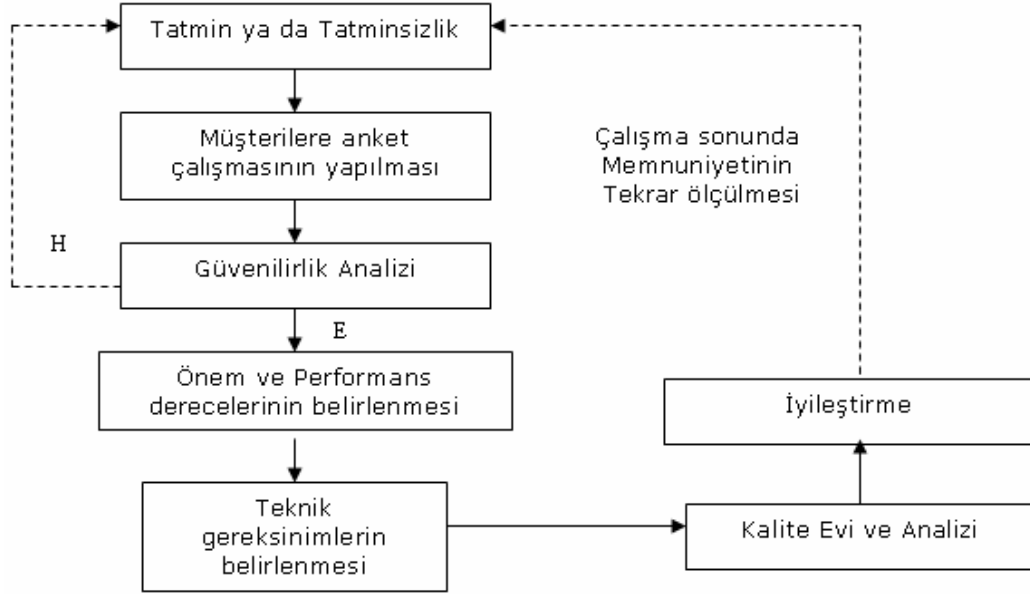 Tatmin ya da Tatminsizlik
Müşterilere anket
çalışmasının yapılması
Çalışma sonunda
Memnuniyetinin
Tekrar ölçülmesi
H
Güvenilirlik Analizi
E
Önem ve Performans
derecelerinin belirlenmesi
İyileştirme
Teknik
gereksinimlerin
belirlenmesi
Kalite Evi ve Analizi